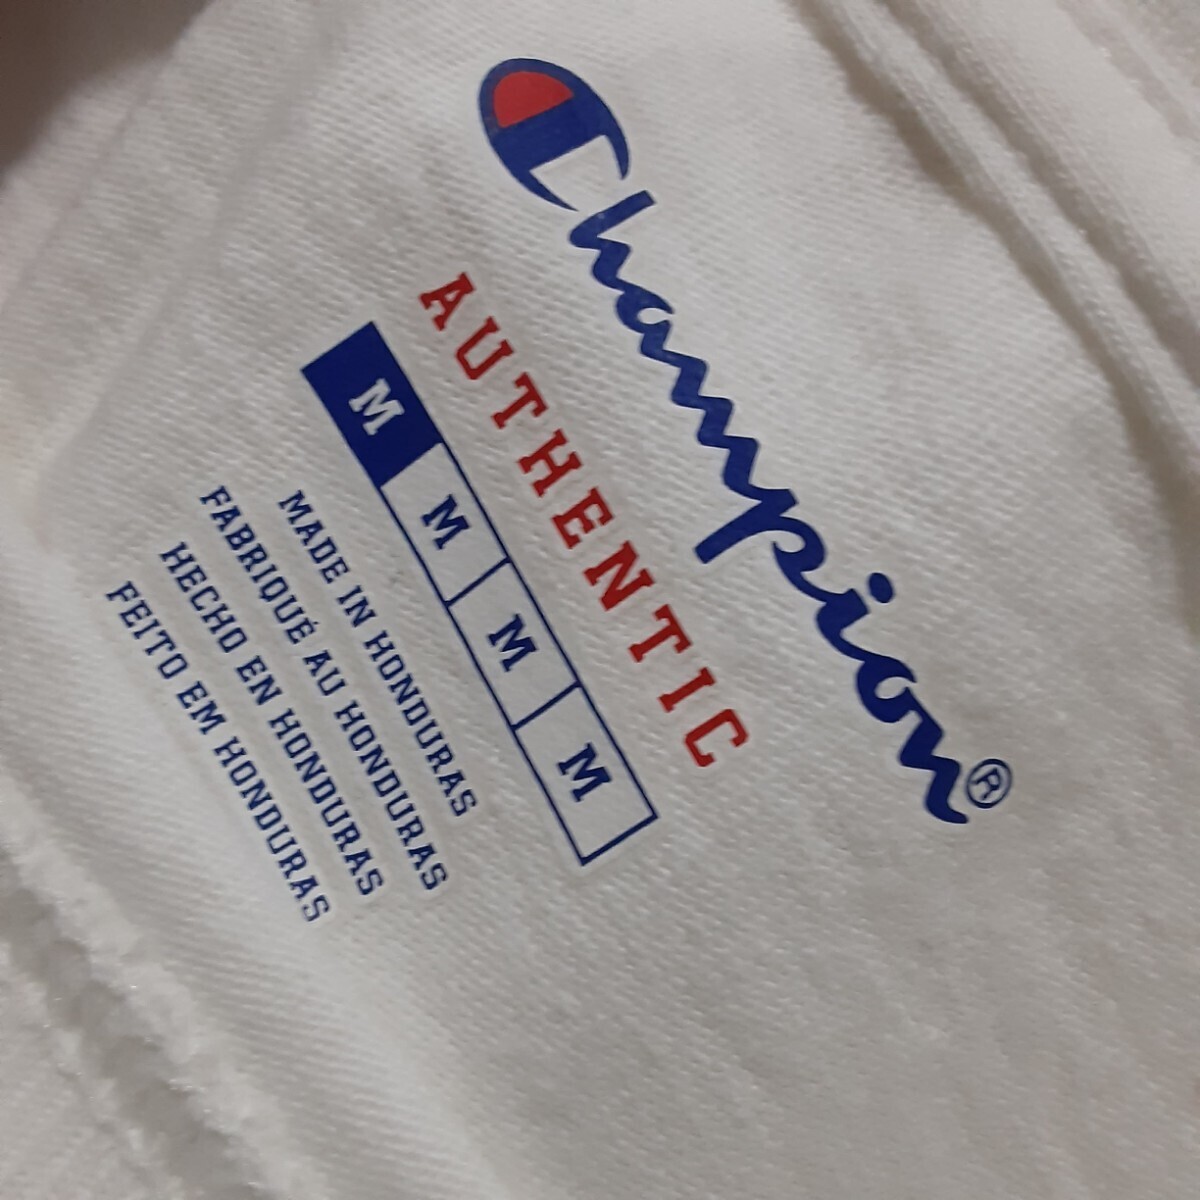 Champion®
AUTHENTIC
M M M M
MADE IN HONDURAS
FABRIQUÉ AU HONDURAS
HECHO EN HONDURAS
FEITO EM HONDURAS